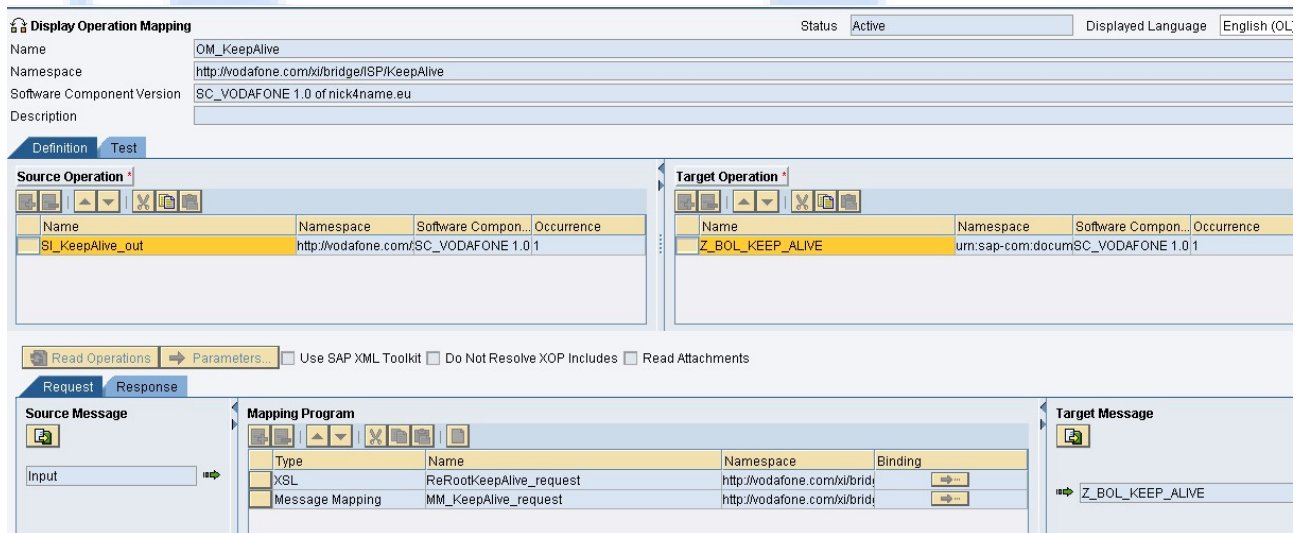 Display Operation Mapping Status Active Displayed Language English (OL)
Name OM_KeepAlive
Namespace http://vodafone.com/xi/bridge/ISP/KeepAlive
Software Component Version SC_VODAFONE 1.0 of nick4name.eu
Description
Definition Test
Source Operation * Target Operation *
Name Namespace Software Compon... Occurrence Name Namespace Software Compon... Occurrence
SI_KeepAlive_out http://vodafone.com/ SC_VODAFONE 1.0 1 Z_BOL_KEEP_ALIVE urn:sap-com:docum SC_VODAFONE 1.0 1
Read Operations Parameters... Use SAP XML Toolkit Do Not Resolve XOP Includes Read Attachments
Request Response
Source Message Mapping Program Target Message
Type Name Namespace Binding
Input XSL ReRootKeepAlive_request http://vodafone.com/xi/brid
Message Mapping MM_KeepAlive_request http://vodafone.com/xi/brid Z_BOL_KEEP_ALIVE